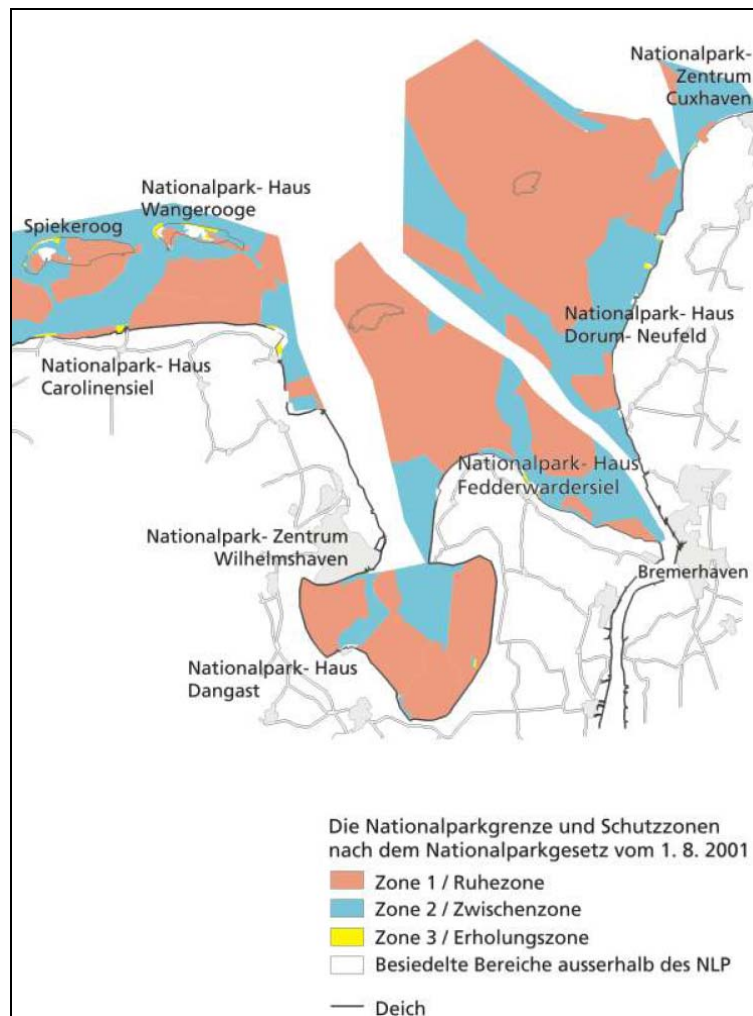 Nationalpark-
Zentrum
Cuxhaven
Nationalpark- Haus
Wangerooge
Spiekeroog
Nationalpark- Haus
Dorum- Neufeld
Nationalpark- Haus
Carolinensiel
Nationalpark- Haus
Fedderwardersiel
Nationalpark- Zentrum
Wilhelmshaven
Bremerhaven
Nationalpark- Haus
Dangast
Die Nationalparkgrenze und Schutzzonen
nach dem Nationalparkgesetz vom 1. 8. 2001
Zone 1 / Ruhezone
Zone 2 / Zwischenzone
Zone 3 / Erholungszone
Besiedelte Bereiche ausserhalb des NLP
Deich